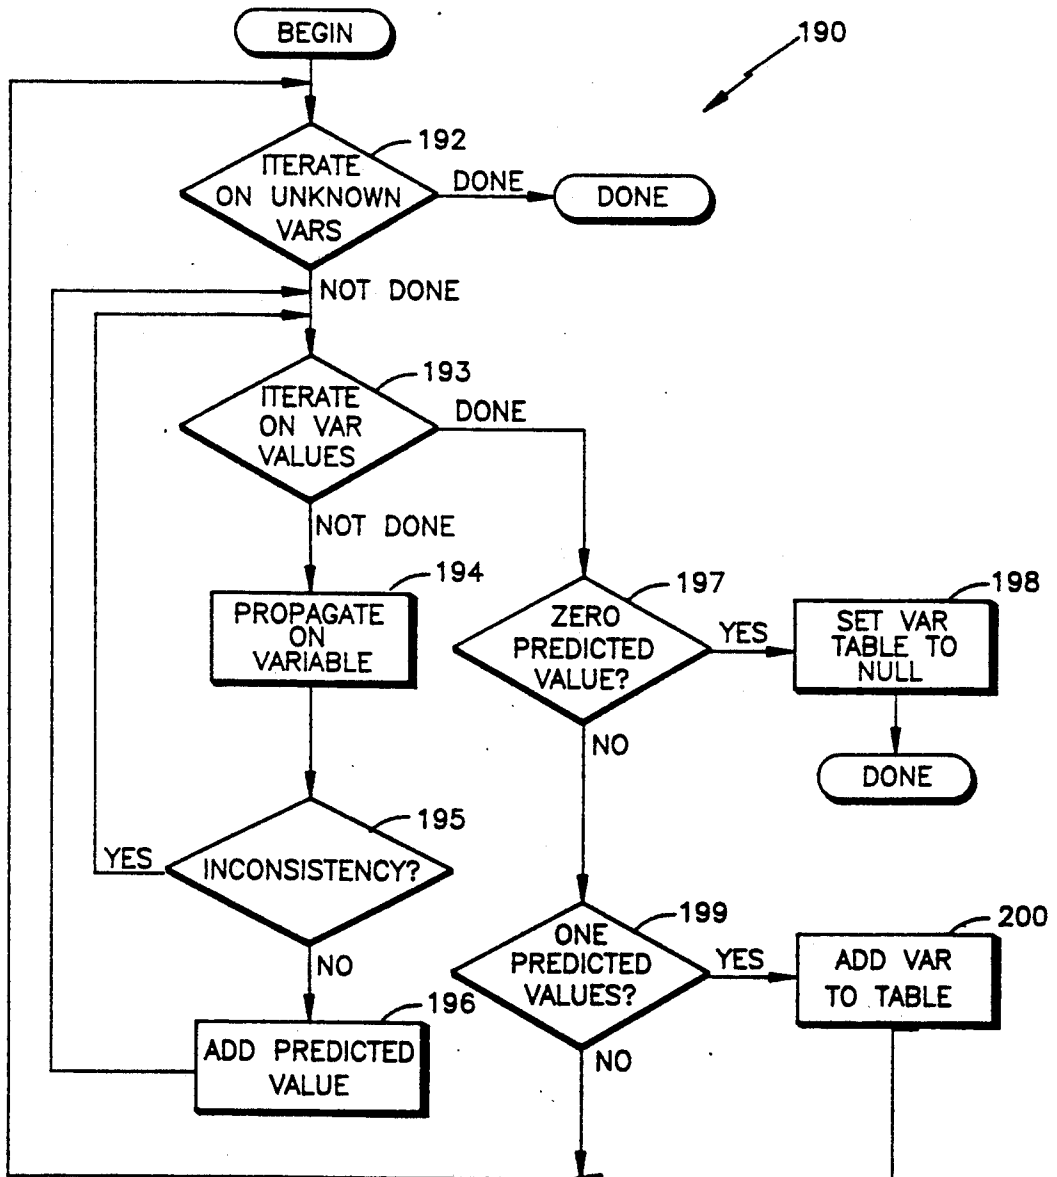 BEGIN
190
192
ITERATE
ON UNKNOWN
VARS
DONE
DONE
NOT DONE
193
ITERATE
ON VAR
VALUES
DONE
NOT DONE
194
PROPAGATE
ON
VARIABLE
197
ZERO
PREDICTED
VALUE?
YES
198
SET VAR
TABLE TO
NULL
NO
DONE
195
INCONSISTENCY?
YES
NO
199
ONE
PREDICTED
VALUES?
YES
200
ADD VAR
TO TABLE
196
ADD PREDICTED
VALUE
NO